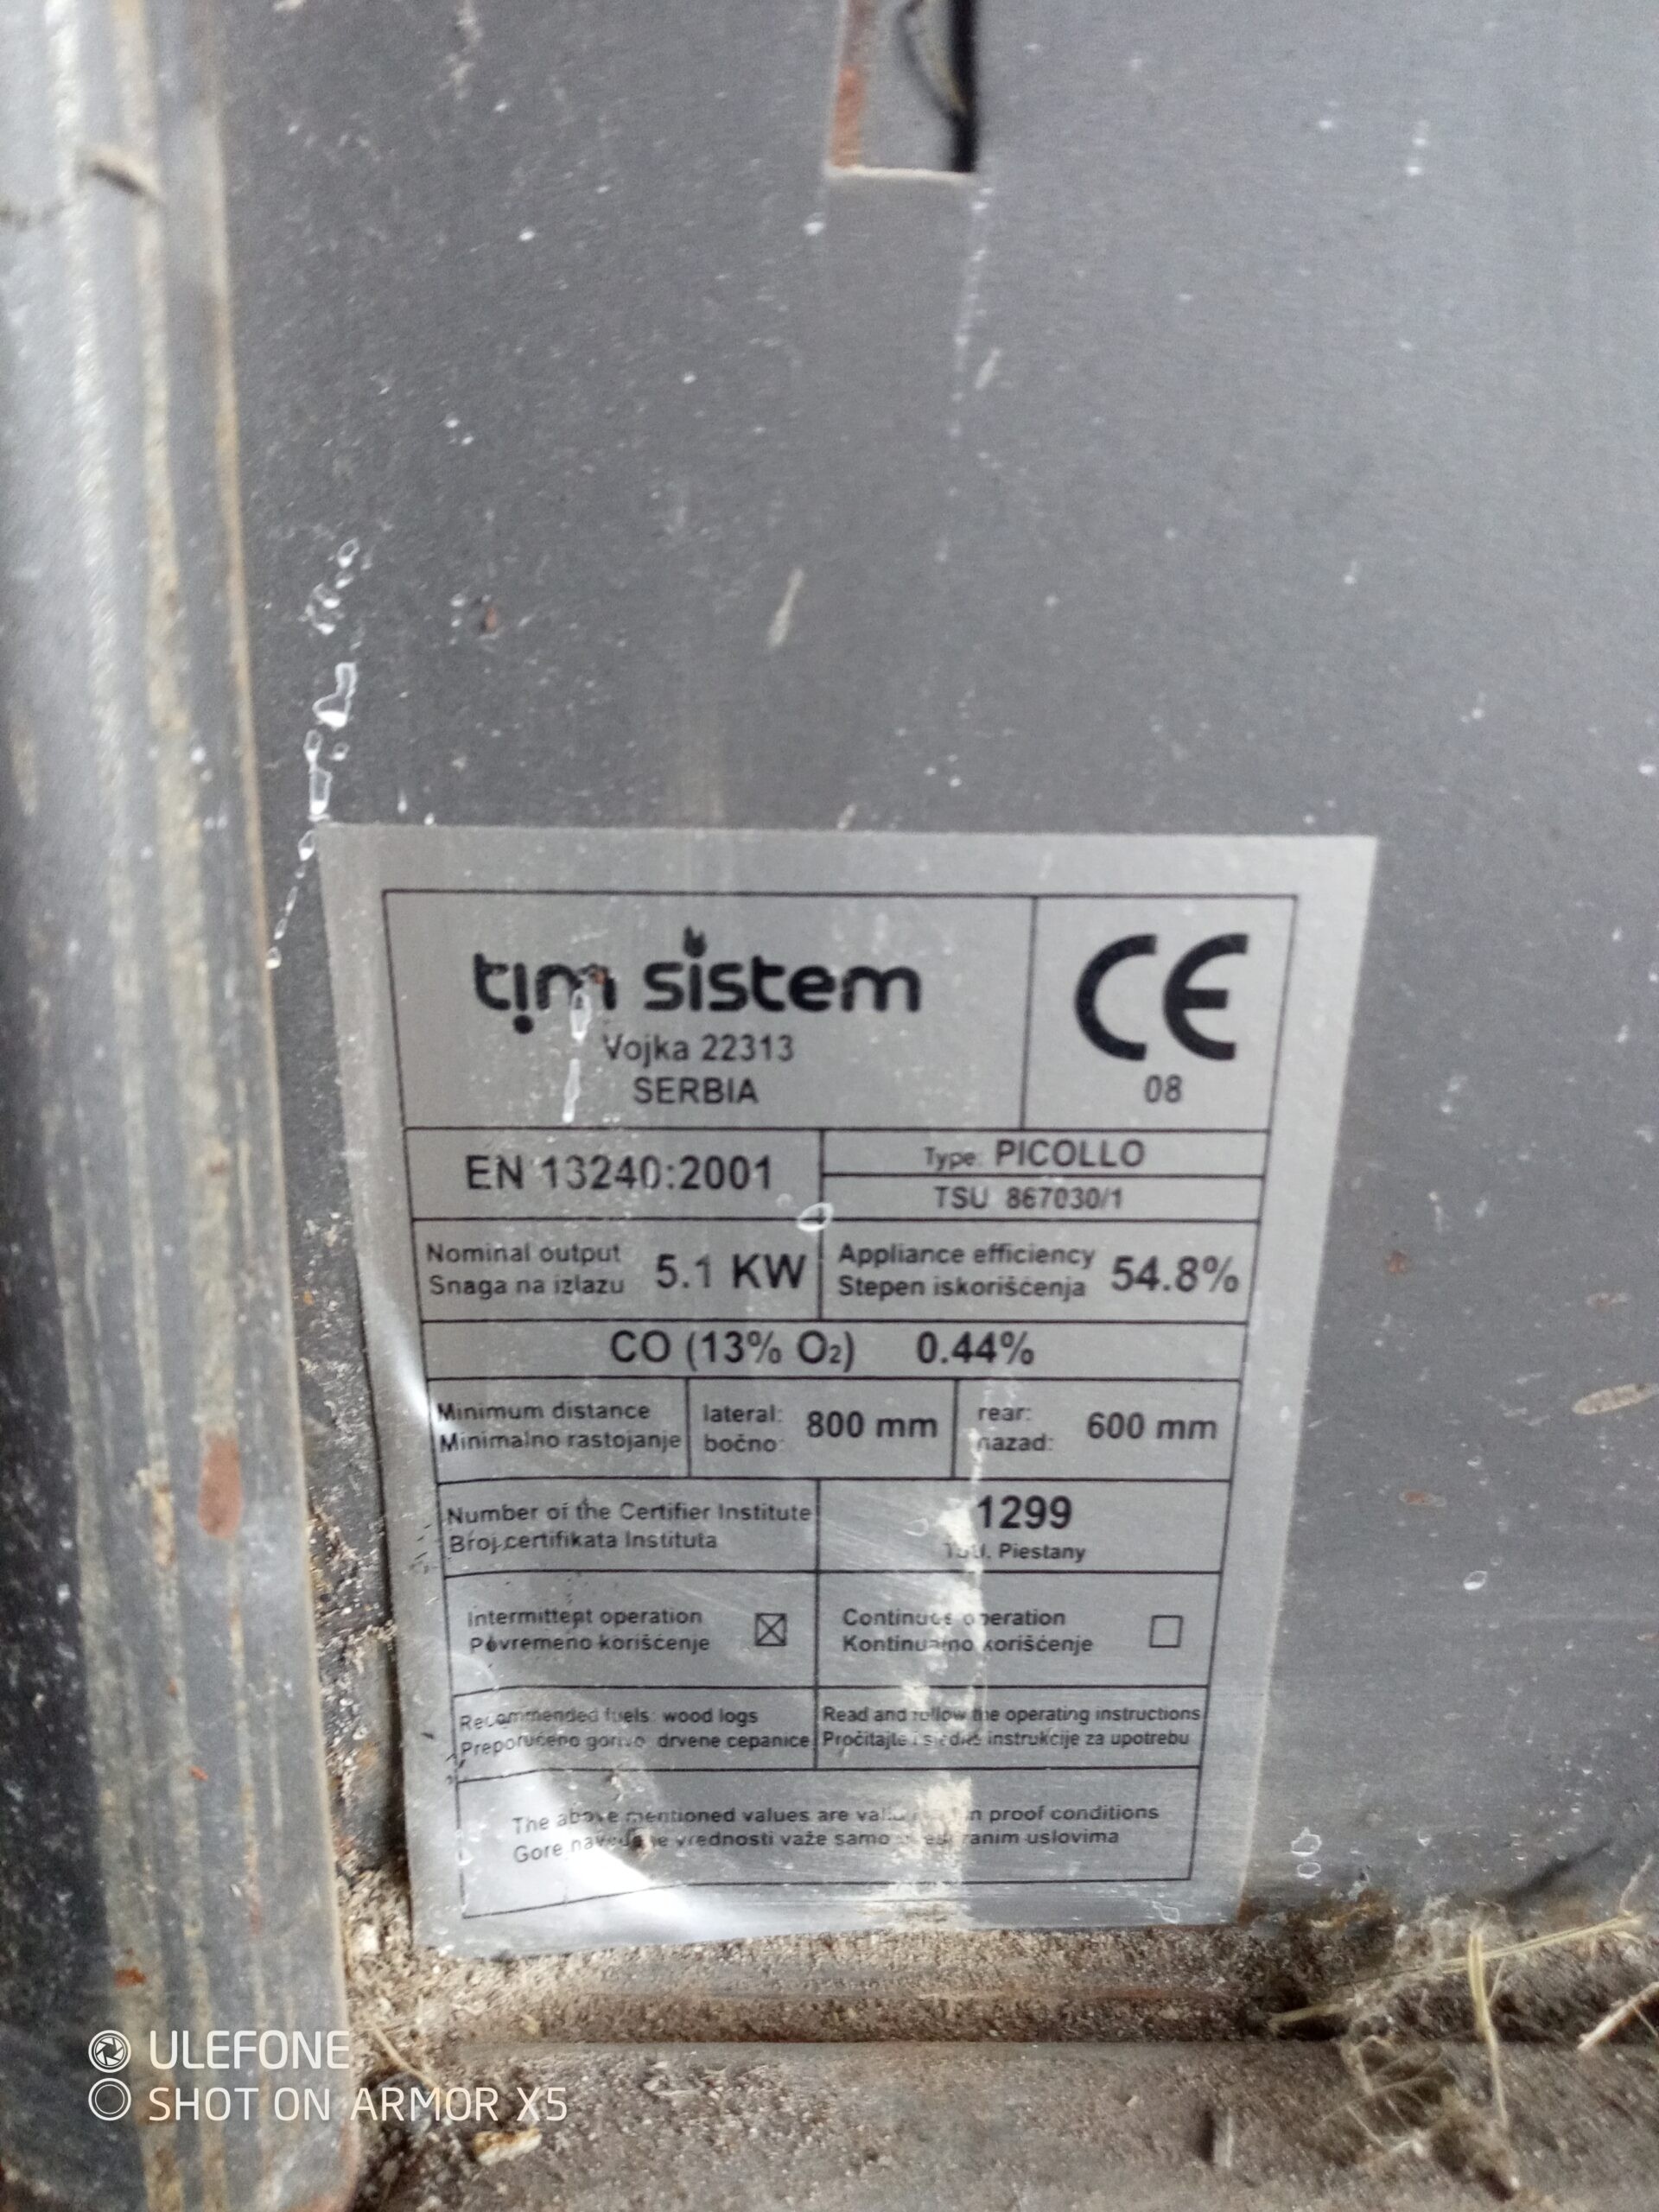 tim sistem
Vojka 22313
SERBIA
CE
08
EN 13240:2001
Type: PICOLLO
TSU 867030/1
Nominal output
Snaga na izlazu
5.1 KW
Appliance efficiency
Stepen iskorišćenja
54.8%
CO (13% O₂) 0.44%
Minimum distance
Minimalno rastojanje
lateral:
bočno:
800 mm
rear:
nazad:
600 mm
Number of the Certifier Institute
Broj certifikata Instituta
1299
Piestany
Intermittent operation
Povremeno korišćenje
operation
korišćenje
Recommended fuels: wood logs
Preporučeno gorivo: drvene cepanice
Read and follow the operating instructions
Pročitajte i instrukcije za upotrebu
The above mentioned values are in proof conditions
Gore vrednosti važe samo uslovima
ULEFONE
SHOT ON ARMOR X5